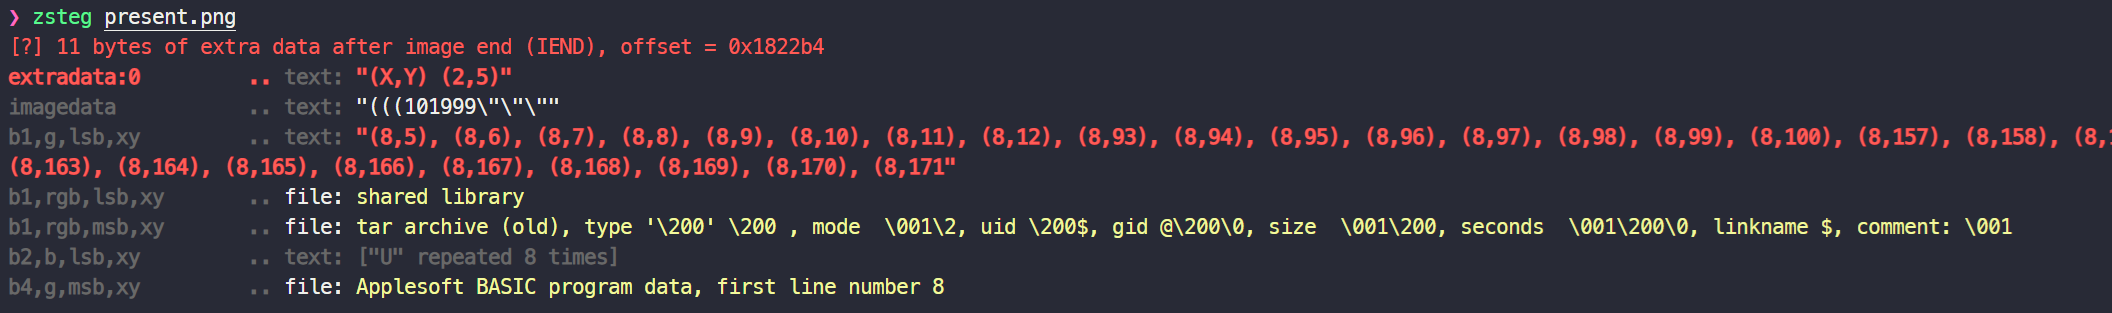 ❯ zsteg present.png
[?] 11 bytes of extra data after image end (IEND), offset = 0x1822b4
extradata:0         .. text: "(X,Y) (2,5)"
imagedata           .. text: "(((101999\"\"\""
b1,g,lsb,xy         .. text: "(8,5), (8,6), (8,7), (8,8), (8,9), (8,10), (8,11), (8,12), (8,93), (8,94), (8,95), (8,96), (8,97), (8,98), (8,99), (8,100), (8,157), (8,158), (8,
(8,163), (8,164), (8,165), (8,166), (8,167), (8,168), (8,169), (8,170), (8,171"
b1,rgb,lsb,xy       .. file: shared library
b1,rgb,msb,xy       .. file: tar archive (old), type '\200' \200 , mode  \001\2, uid \200$, gid @\200\0, size  \001\200, seconds  \001\200\0, linkname $, comment: \001
b2,b,lsb,xy         .. text: ["U" repeated 8 times]
b4,g,msb,xy         .. file: Applesoft BASIC program data, first line number 8